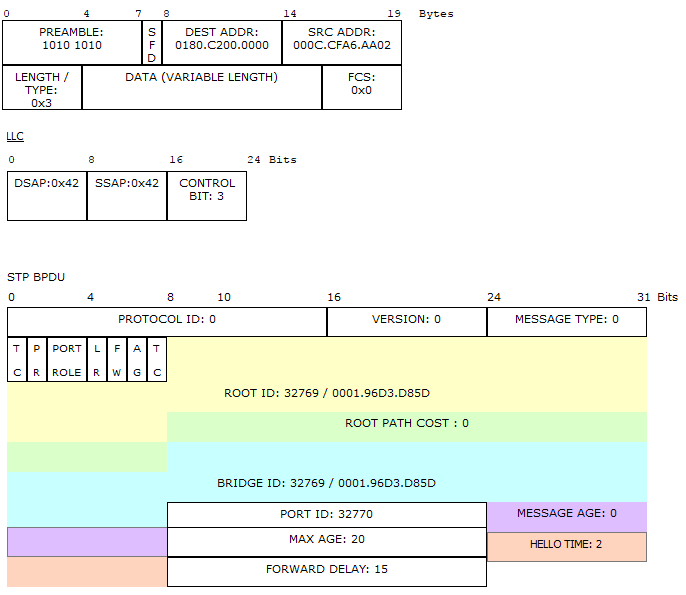 0 4 7 8 14 19 Bytes
PREAMBLE: S DEST ADDR: SRC ADDR:
1010 1010 F 0180.C200.0000 000C.CFA6.AA02
D
LENGTH / DATA (VARIABLE LENGTH) FCS:
TYPE: 0x0
0x3
LLC
0 8 16 24 Bits
DSAP:0x42 SSAP:0x42 CONTROL
BIT: 3
STP BPDU
0 4 8 10 16 24 31 Bits
PROTOCOL ID: 0 VERSION: 0 MESSAGE TYPE: 0
T P PORT L F A T
C R ROLE R W G C
ROOT ID: 32769 / 0001.96D3.D85D
ROOT PATH COST : 0
BRIDGE ID: 32769 / 0001.96D3.D85D
PORT ID: 32770 MESSAGE AGE: 0
MAX AGE: 20 HELLO TIME: 2
FORWARD DELAY: 15